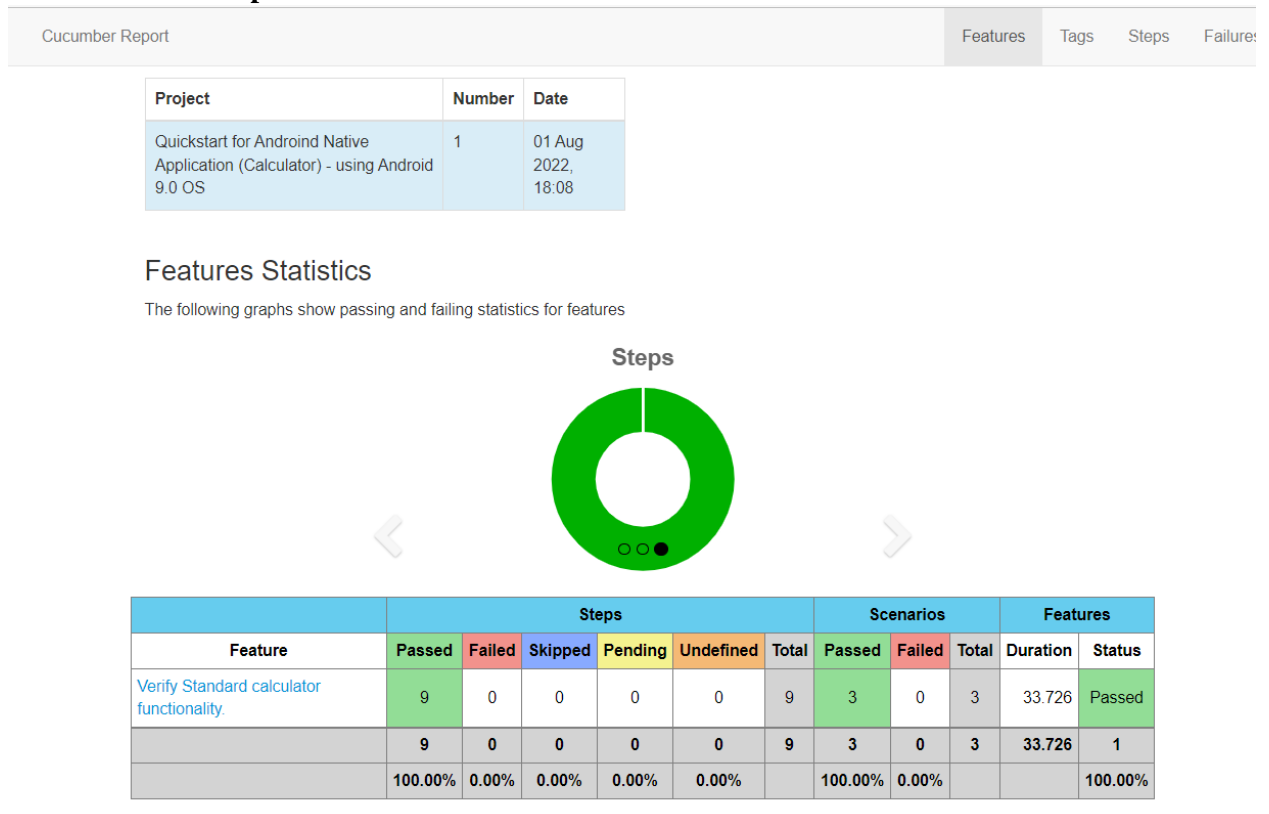 Cucumber Report Features Tags Steps Failures
Project Number Date
Quickstart for Androind Native 1 01 Aug
Application (Calculator) - using Android 2022,
9.0 OS 18:08
Features Statistics
The following graphs show passing and failing statistics for features
Steps
Steps Scenarios Features
Feature Passed Failed Skipped Pending Undefined Total Passed Failed Total Duration Status
Verify Standard calculator
functionality. 9 0 0 0 0 9 3 0 3 33.726 Passed
9 0 0 0 0 9 3 0 3 33.726 1
100.00% 0.00% 0.00% 0.00% 0.00% 100.00% 0.00% 100.00%